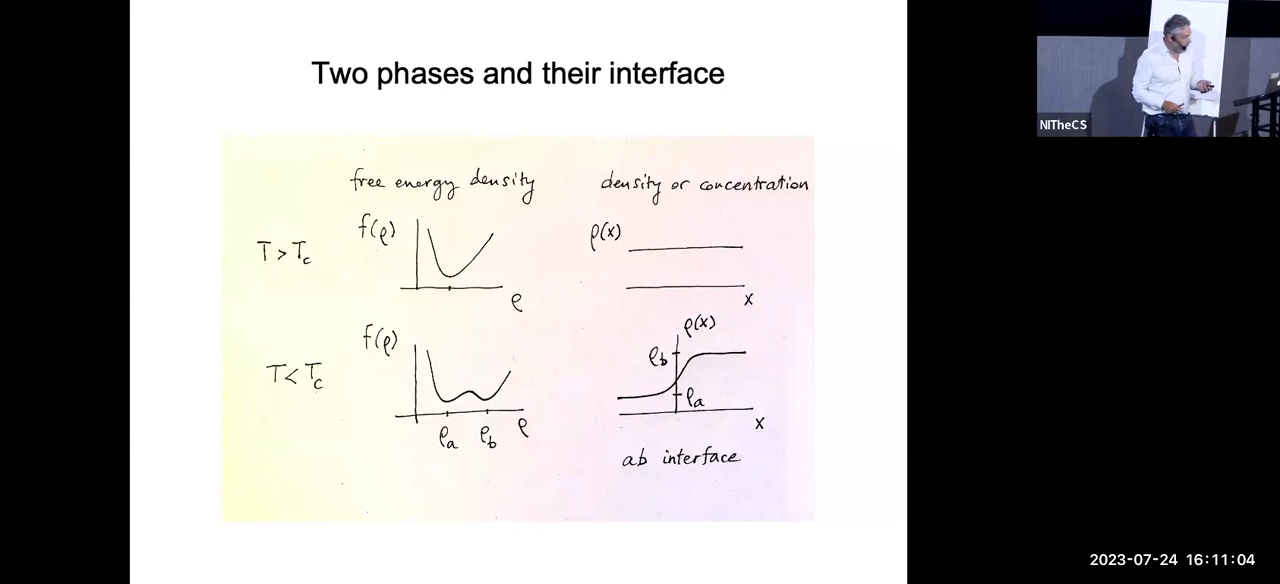 Two phases and their interface
NITheCS
free energy density
density or concentration
T > Tc
f(ρ)
ρ
ρ(x)
x
T < Tc
f(ρ)
ρa
ρb
ρ
ρ(x)
ρb
ρa
x
ab interface
2023-07-24 16:11:04